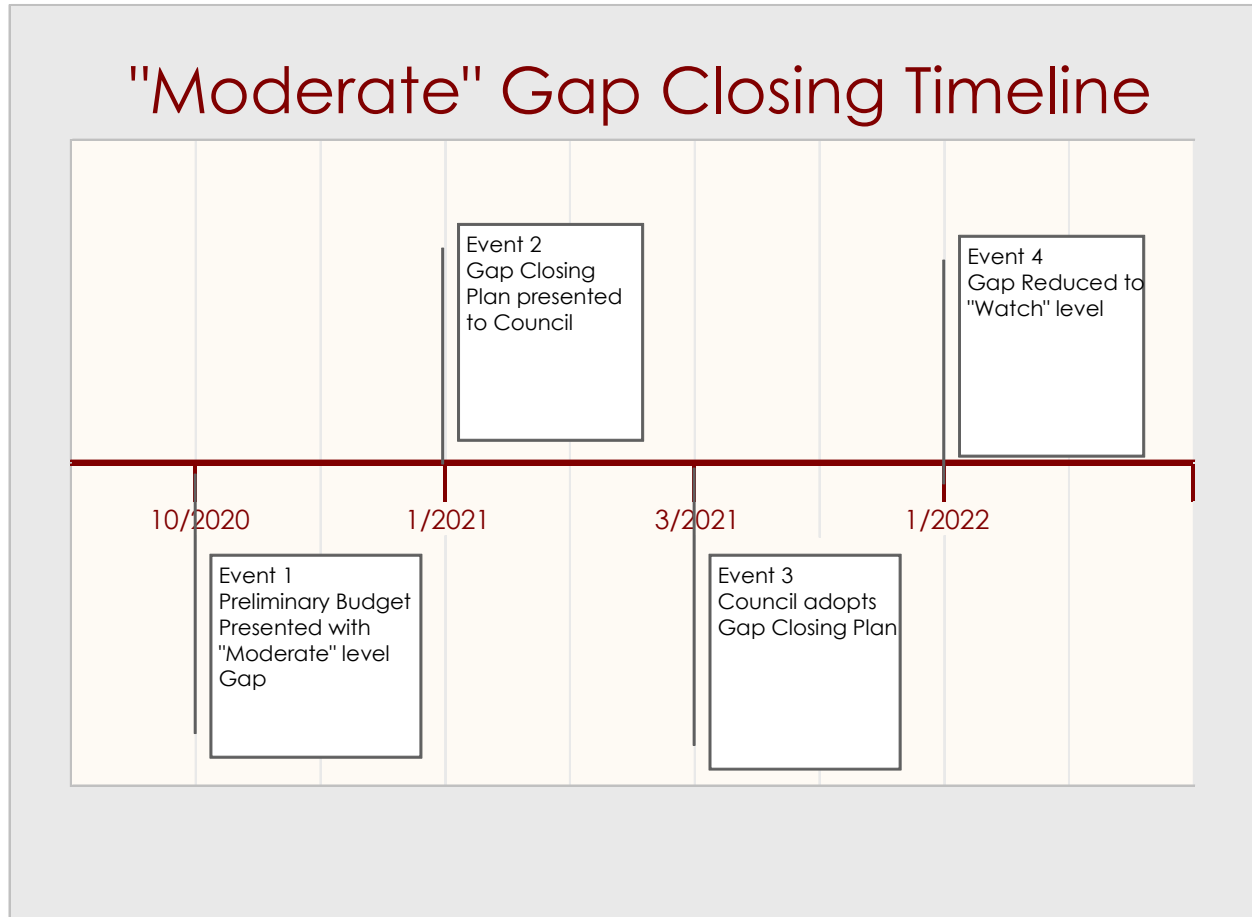 "Moderate" Gap Closing Timeline
Event 2
Gap Closing
Plan presented
to Council
Event 4
Gap Reduced to
"Watch" level
10/2020
1/2021
3/2021
1/2022
Event 1
Preliminary Budget
Presented with
"Moderate" level
Gap
Event 3
Council adopts
Gap Closing Plan